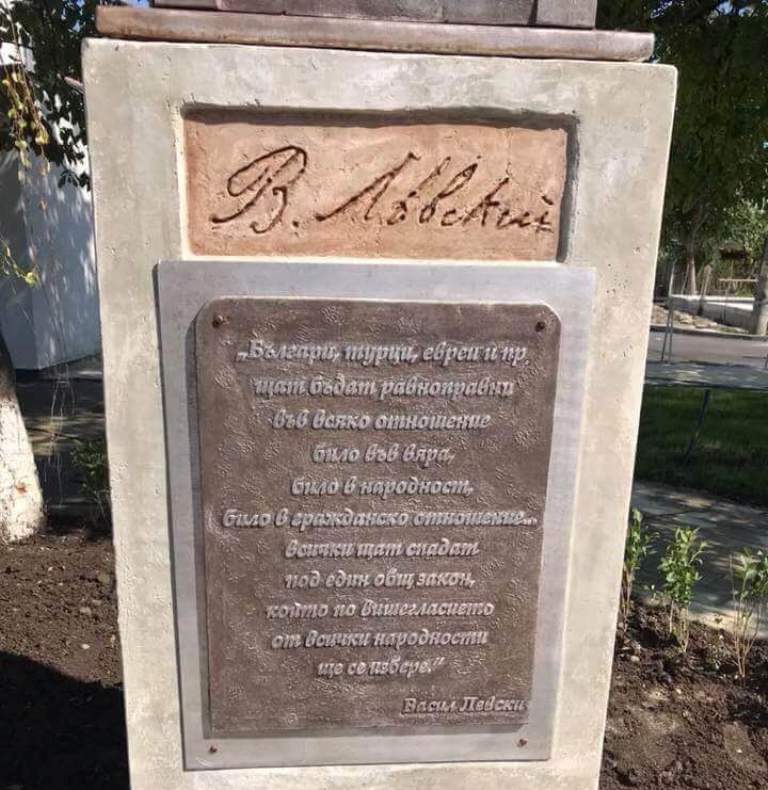 В. Лѣвскій
„Българи, турци, евреи и пр.
щат бъдат равноправни
във всяко отношение
било във вяра,
било в народност,
било в гражданско отношение...
всички щат спадат
под един общ закон,
който по вишегласието
от всички народности
ще се избере.“
Васил Левски